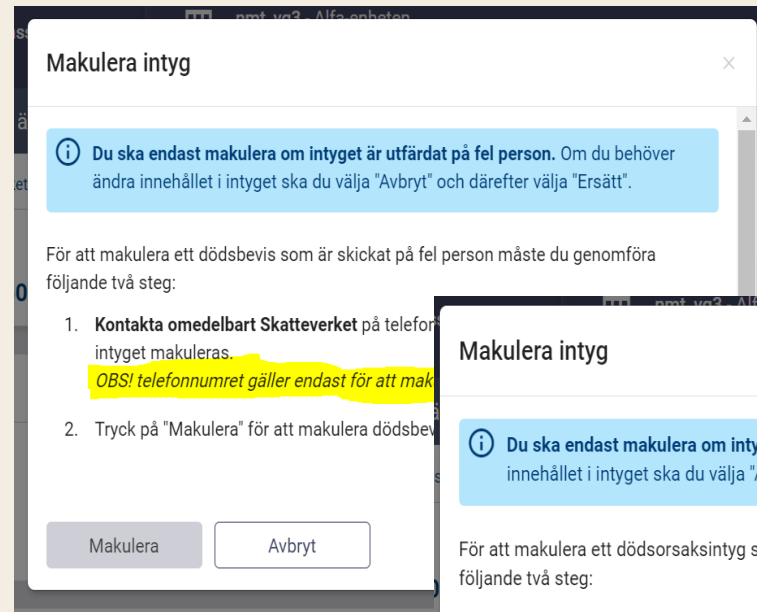 nmt_vg3 - Alfa-enheten
Makulera intyg
Du ska endast makulera om intyget är utfärdat på fel person. Om du behöver
ändra innehållet i intyget ska du välja "Avbryt" och därefter välja "Ersätt".
För att makulera ett dödsbevis som är skickat på fel person måste du genomföra
följande två steg:
1. Kontakta omedelbart Skatteverket på telefon
intyget makuleras.
OBS! telefonnumret gäller endast för att mak
2. Tryck på "Makulera" för att makulera dödsbev
Makulera
Avbryt
Makulera intyg
Du ska endast makulera om inty
innehållet i intyget ska du välja "A
För att makulera ett dödsorsaksintyg s
följande två steg: